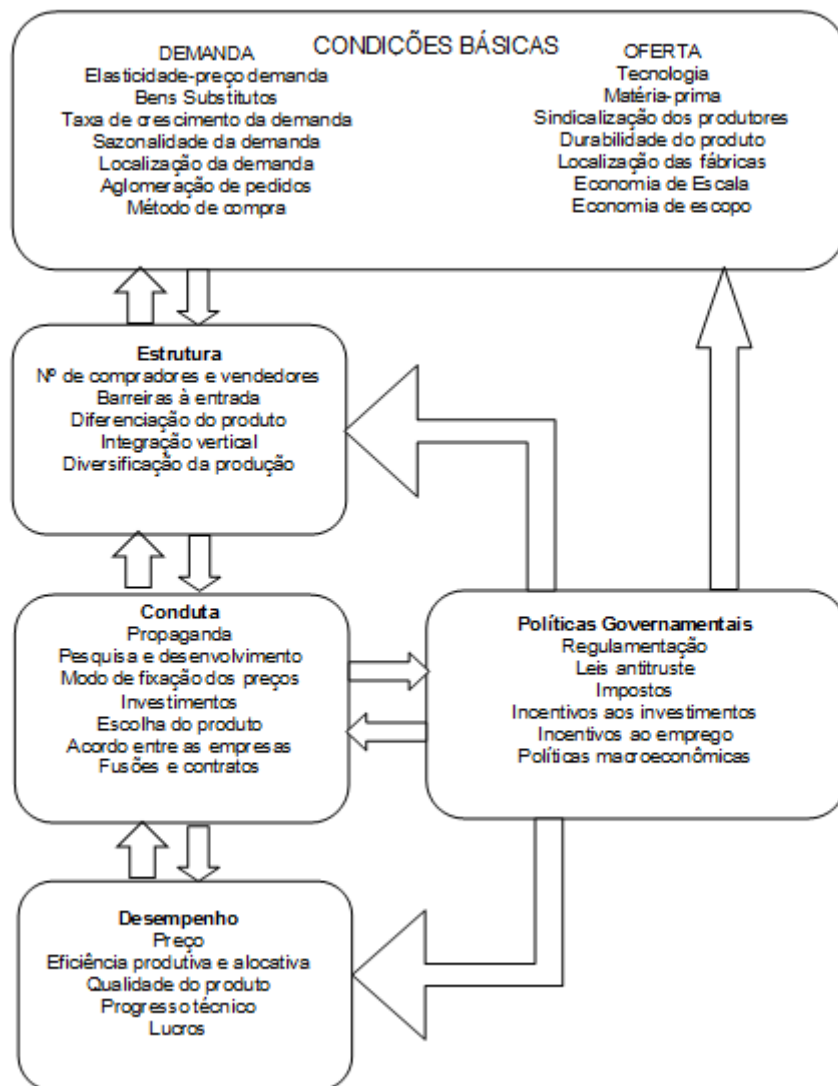 CONDIÇÕES BÁSICAS
DEMANDA
Elasticidade-preço demanda
Bens Substitutos
Taxa de crescimento da demanda
Sazonalidade da demanda
Localização da demanda
Aglomeração de pedidos
Método de compra
OFERTA
Tecnologia
Matéria-prima
Sindicalização dos produtores
Durabilidade do produto
Localização das fábricas
Economia de Escala
Economia de escopo
Estrutura
Nº de compradores e vendedores
Barreiras à entrada
Diferenciação do produto
Integração vertical
Diversificação da produção
Conduta
Propaganda
Pesquisa e desenvolvimento
Modo de fixação dos preços
Investimentos
Escolha do produto
Acordo entre as empresas
Fusões e contratos
Políticas Governamentais
Regulamentação
Leis antitruste
Impostos
Incentivos aos investimentos
Incentivos ao emprego
Políticas macroeconômicas
Desempenho
Preço
Eficiência produtiva e alocativa
Qualidade do produto
Progresso técnico
Lucros